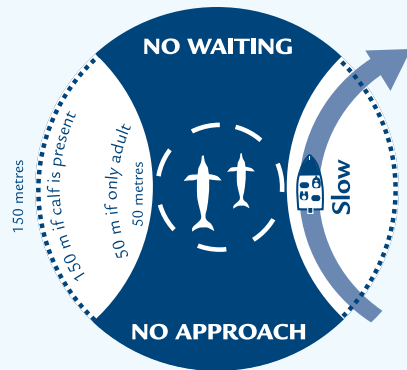 NO WAITING
150 metres
150 m if calf is present
50 m if only adult
50 metres
Slow
NO APPROACH